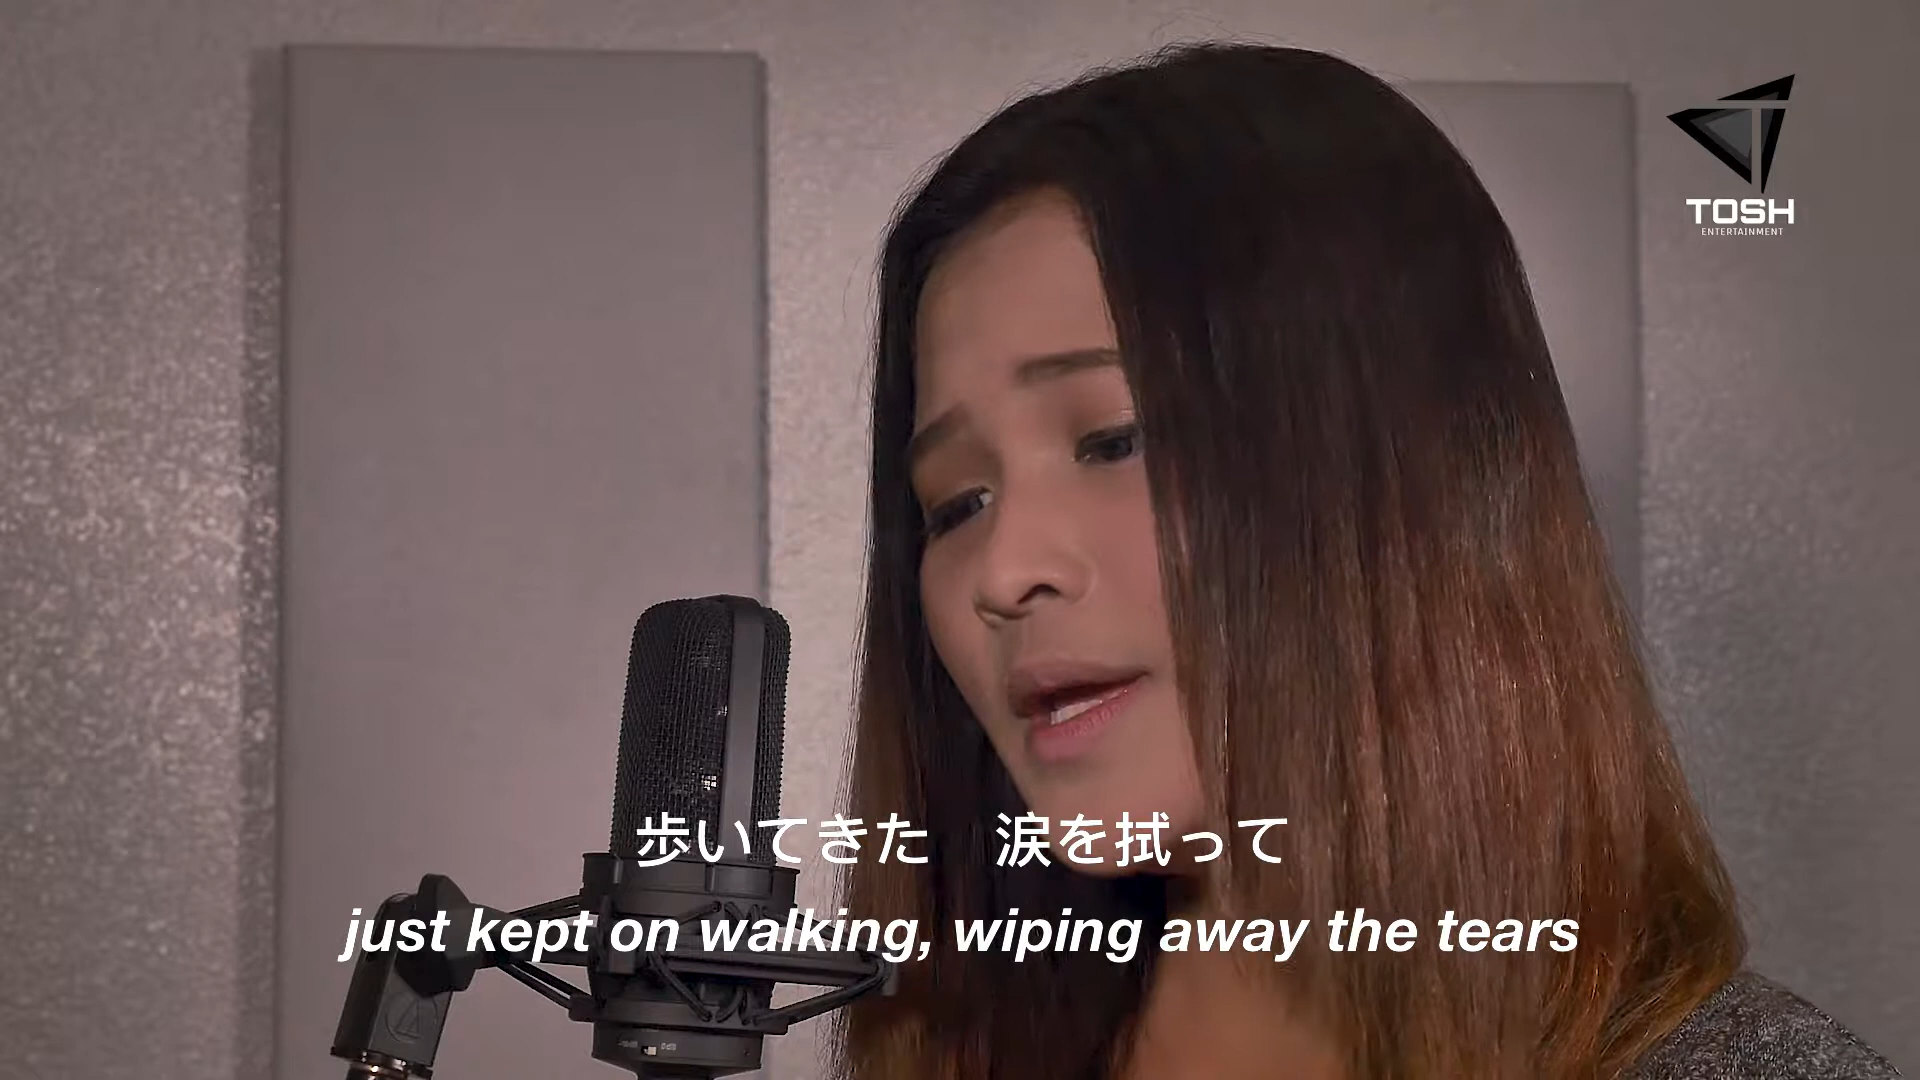 TOSH
ENTERTAINMENT
歩いてきた　涙を拭って
just kept on walking, wiping away the tears